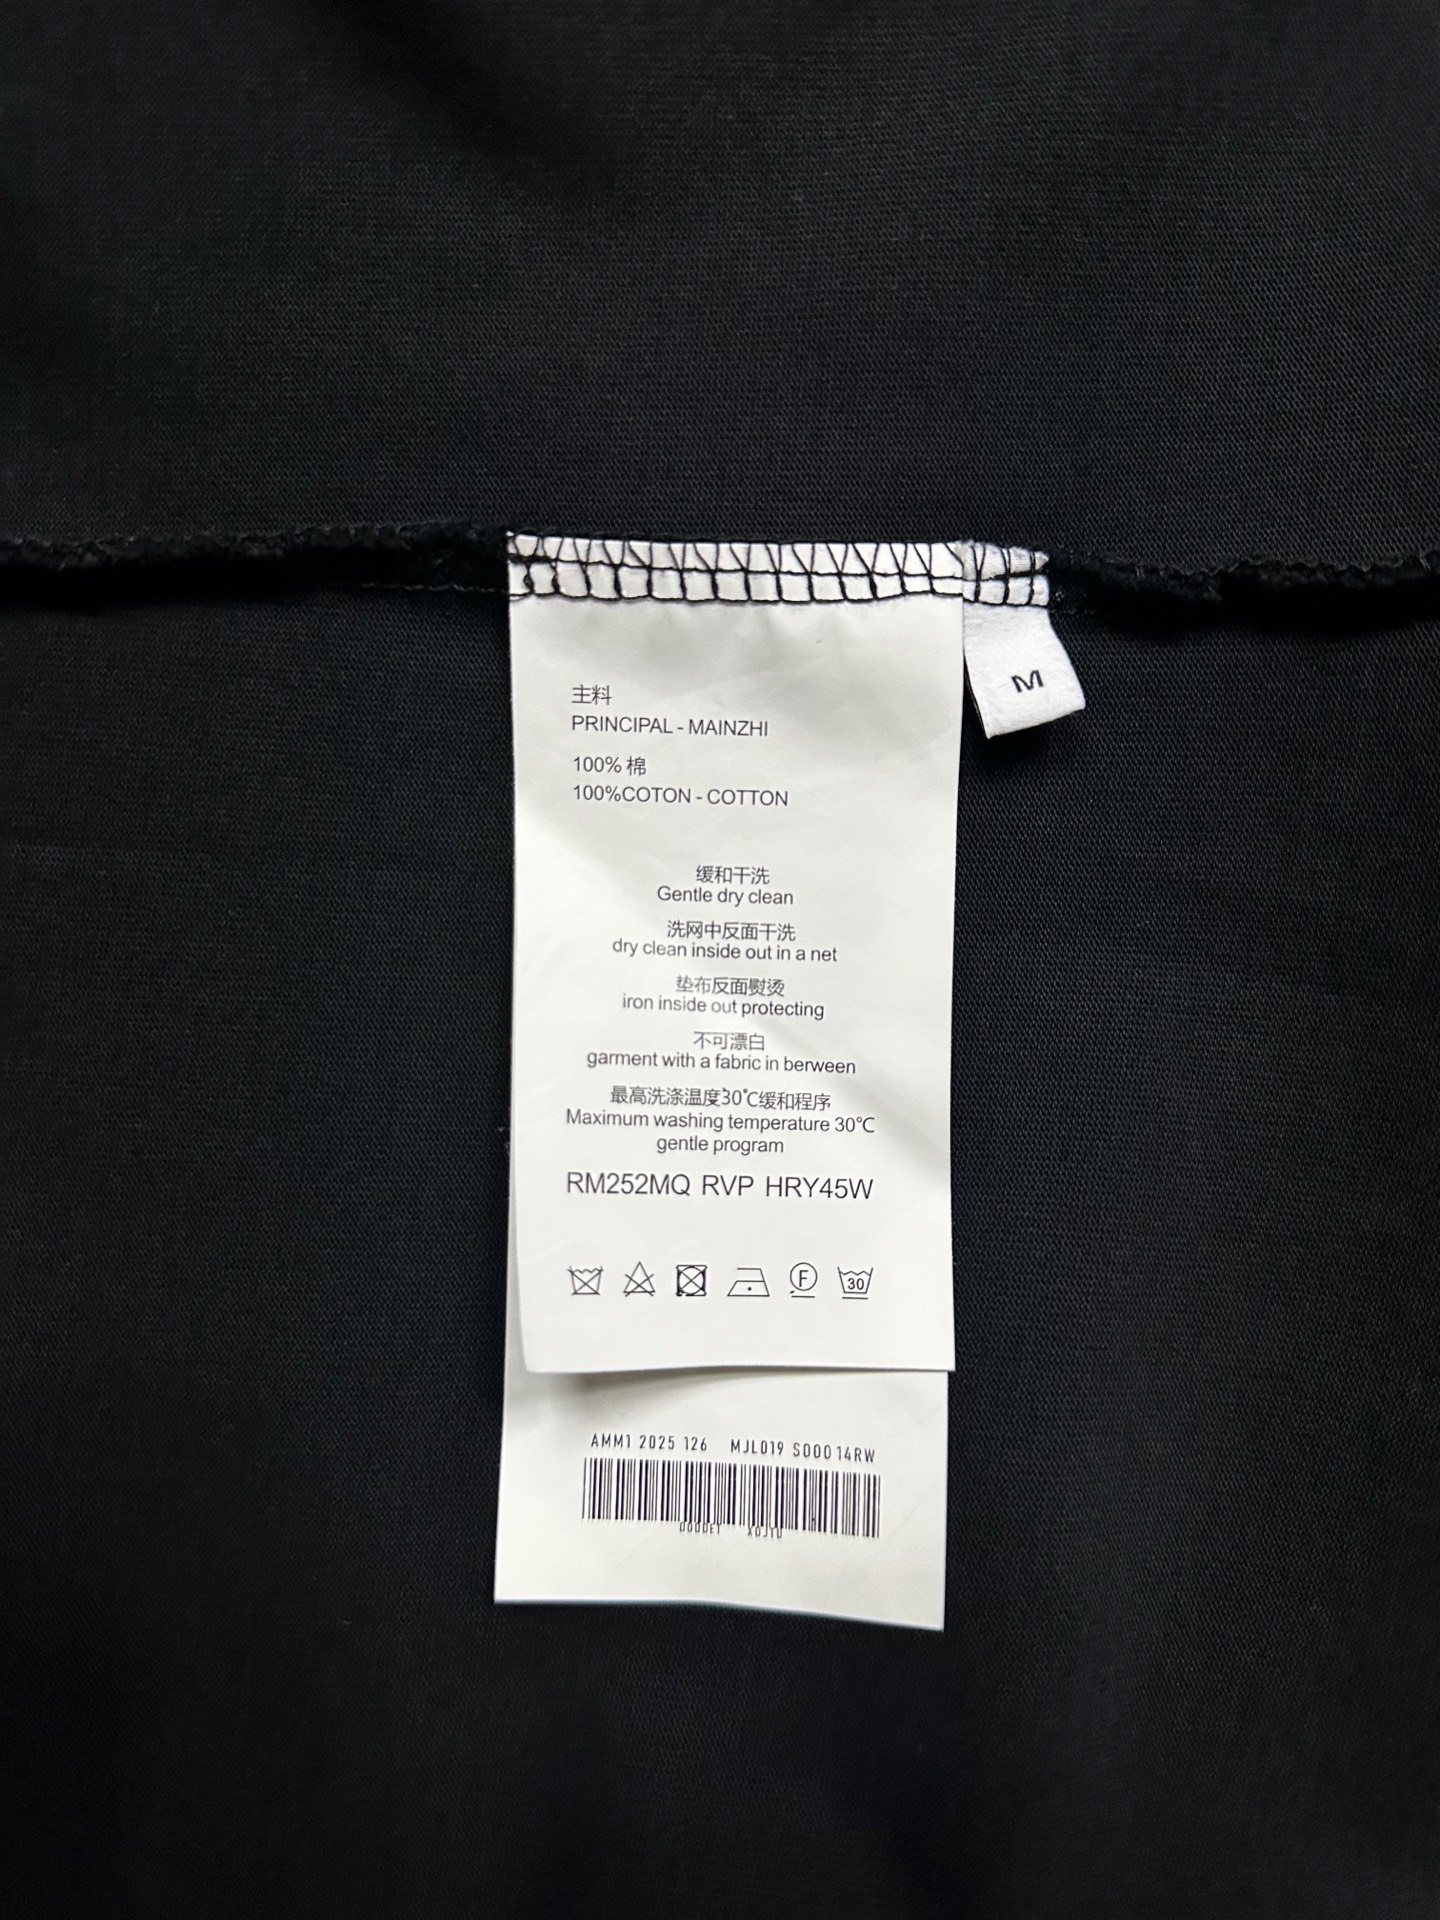 主料
PRINCIPAL - MAINZHI
100% 棉
100%COTON - COTTON
缓和干洗
Gentle dry clean
洗网中反面干洗
dry clean inside out in a net
垫布反面熨烫
iron inside out protecting
不可漂白
garment with a fabric in berween
最高洗涤温度30℃缓和程序
Maximum washing temperature 30℃
gentle program
RM252MQ RVP HRY45W
F
30
AMM1 2025 126 MJL019 S00014RW
M